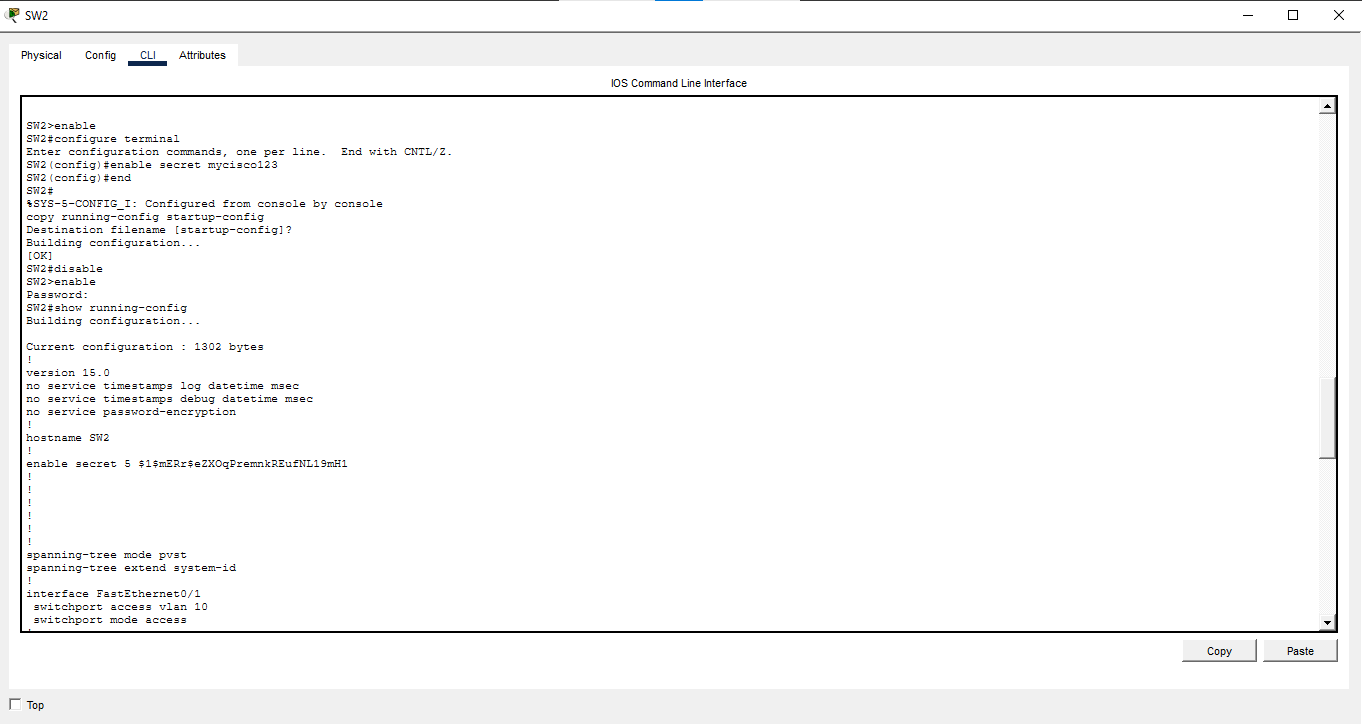 SW2
Physical Config CLI Attributes
IOS Command Line Interface
SW2>enable
SW2#configure terminal
Enter configuration commands, one per line.  End with CNTL/Z.
SW2(config)#enable secret mycisco123
SW2(config)#end
SW2#
%SYS-5-CONFIG_I: Configured from console by console
copy running-config startup-config
Destination filename [startup-config]?
Building configuration...
[OK]
SW2#disable
SW2>enable
Password:
SW2#show running-config
Building configuration...
Current configuration : 1302 bytes
!
version 15.0
no service timestamps log datetime msec
no service timestamps debug datetime msec
no service password-encryption
!
hostname SW2
!
enable secret 5 $1$mERr$eZXOqPremnkREufNL19mH1
!
!
!
!
!
!
spanning-tree mode pvst
spanning-tree extend system-id
!
interface FastEthernet0/1
 switchport access vlan 10
 switchport mode access
Copy Paste
Top